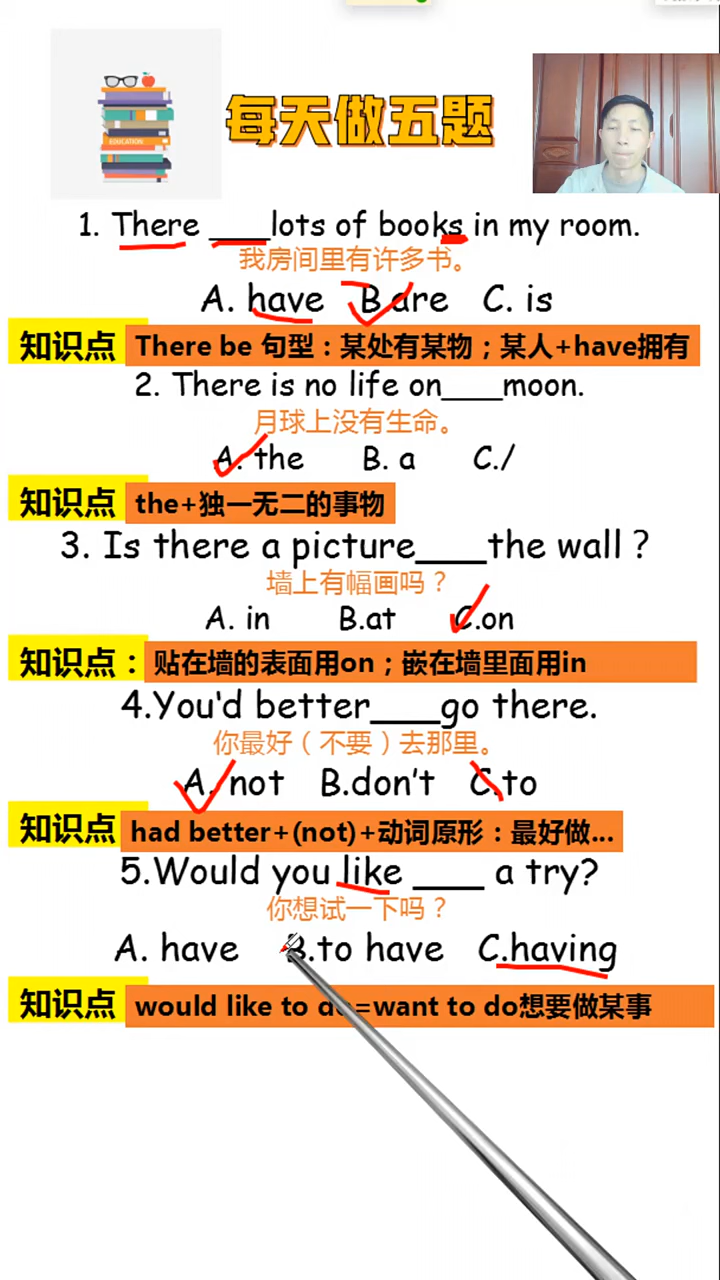 EDUCATION
每天做五题
1. There ___lots of books in my room.
我房间里有许多书。
A. have B.are C. is
知识点 There be 句型：某处有某物；某人+have拥有
2. There is no life on___moon.
月球上没有生命。
A. the B. a C./
知识点 the+独一无二的事物
3. Is there a picture___the wall？
墙上有幅画吗？
A. in B.at C.on
知识点： 贴在墙的表面用on；嵌在墙里面用in
4.You'd better___go there.
你最好（不要）去那里。
A. not B.don't C.to
知识点 had better+(not)+动词原形：最好做...
5.Would you like ___ a try?
你想试一下吗？
A. have B.to have C.having
知识点 would like to do=want to do想要做某事